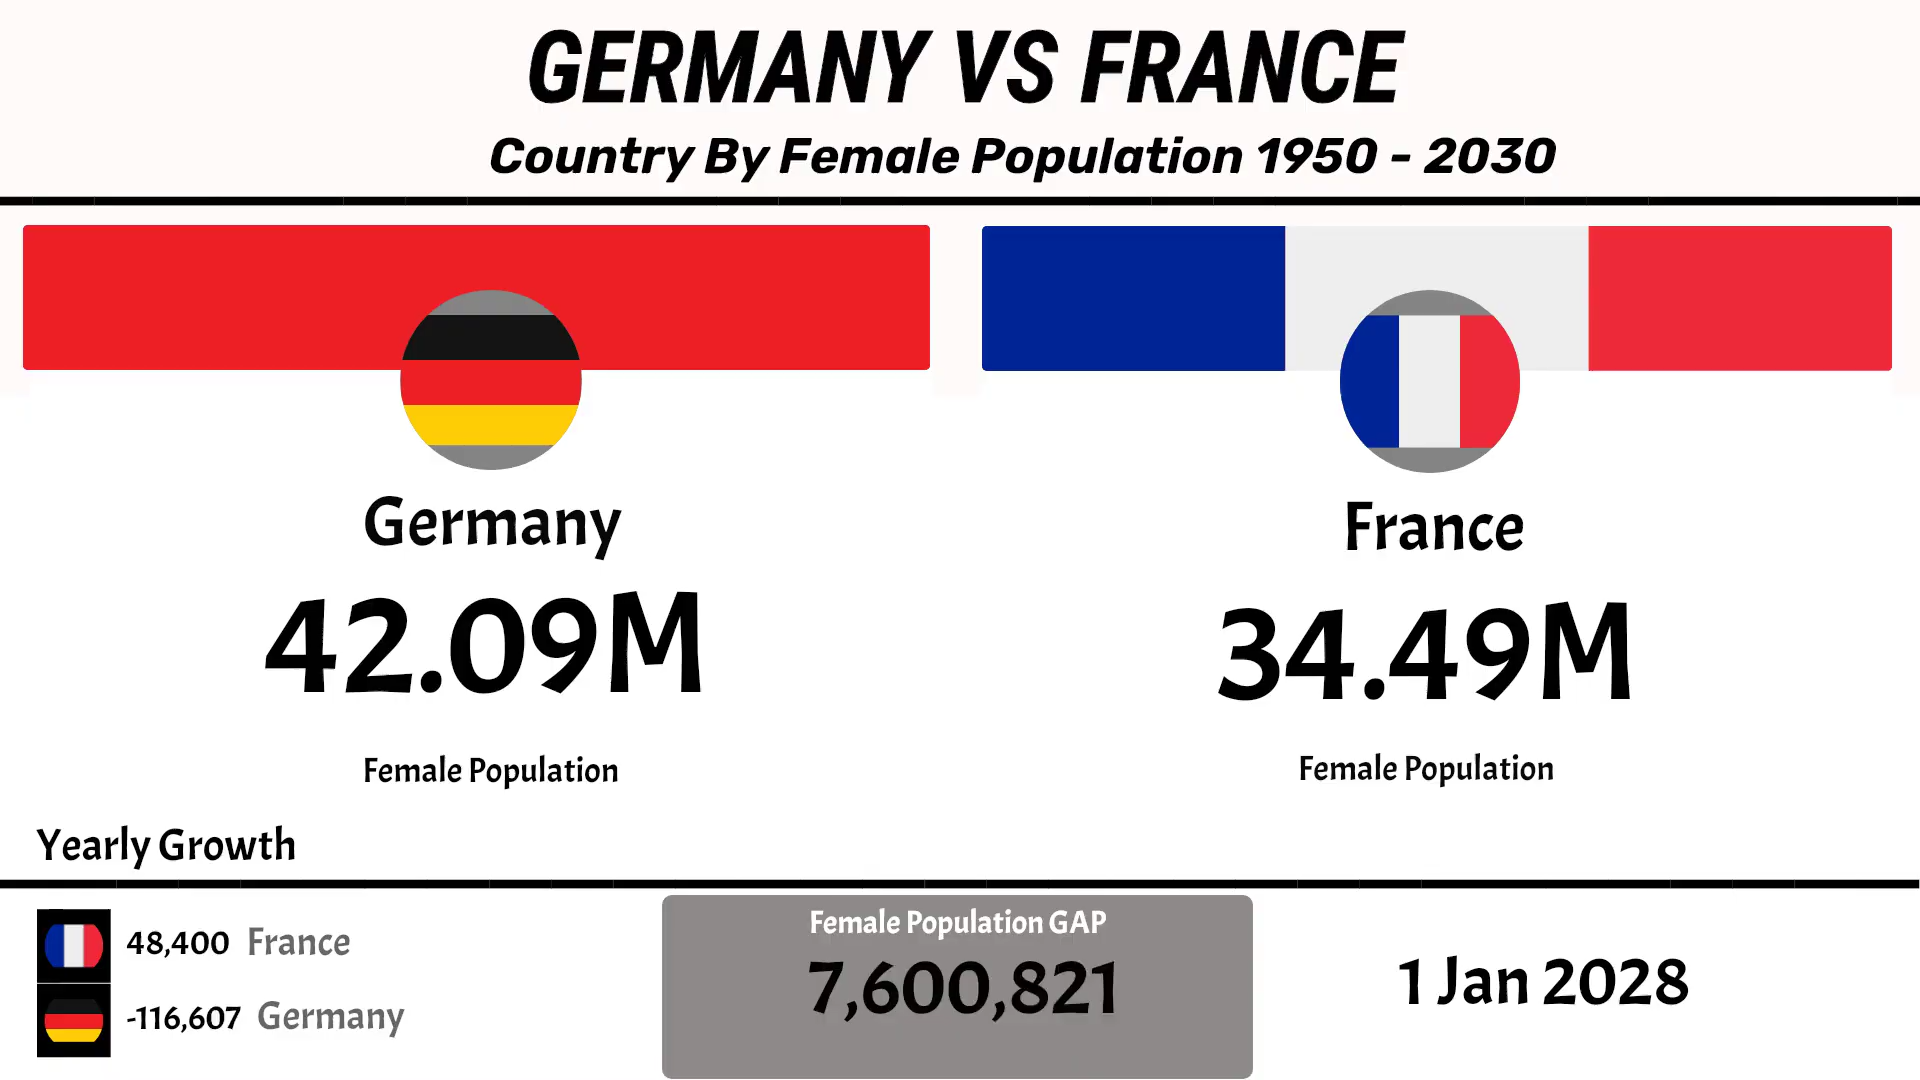 GERMANY VS FRANCE
Country By Female Population 1950 - 2030
Germany
42.09M
Female Population
France
34.49M
Female Population
Yearly Growth
48,400 France
-116,607 Germany
Female Population GAP
7,600,821
1 Jan 2028